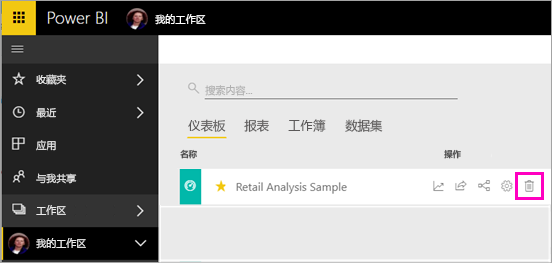 Power BI 我的工作区
收藏夹
最近
应用
与我共享
工作区
我的工作区
搜索内容...
仪表板 报表 工作簿 数据集
名称 操作
Retail Analysis Sample